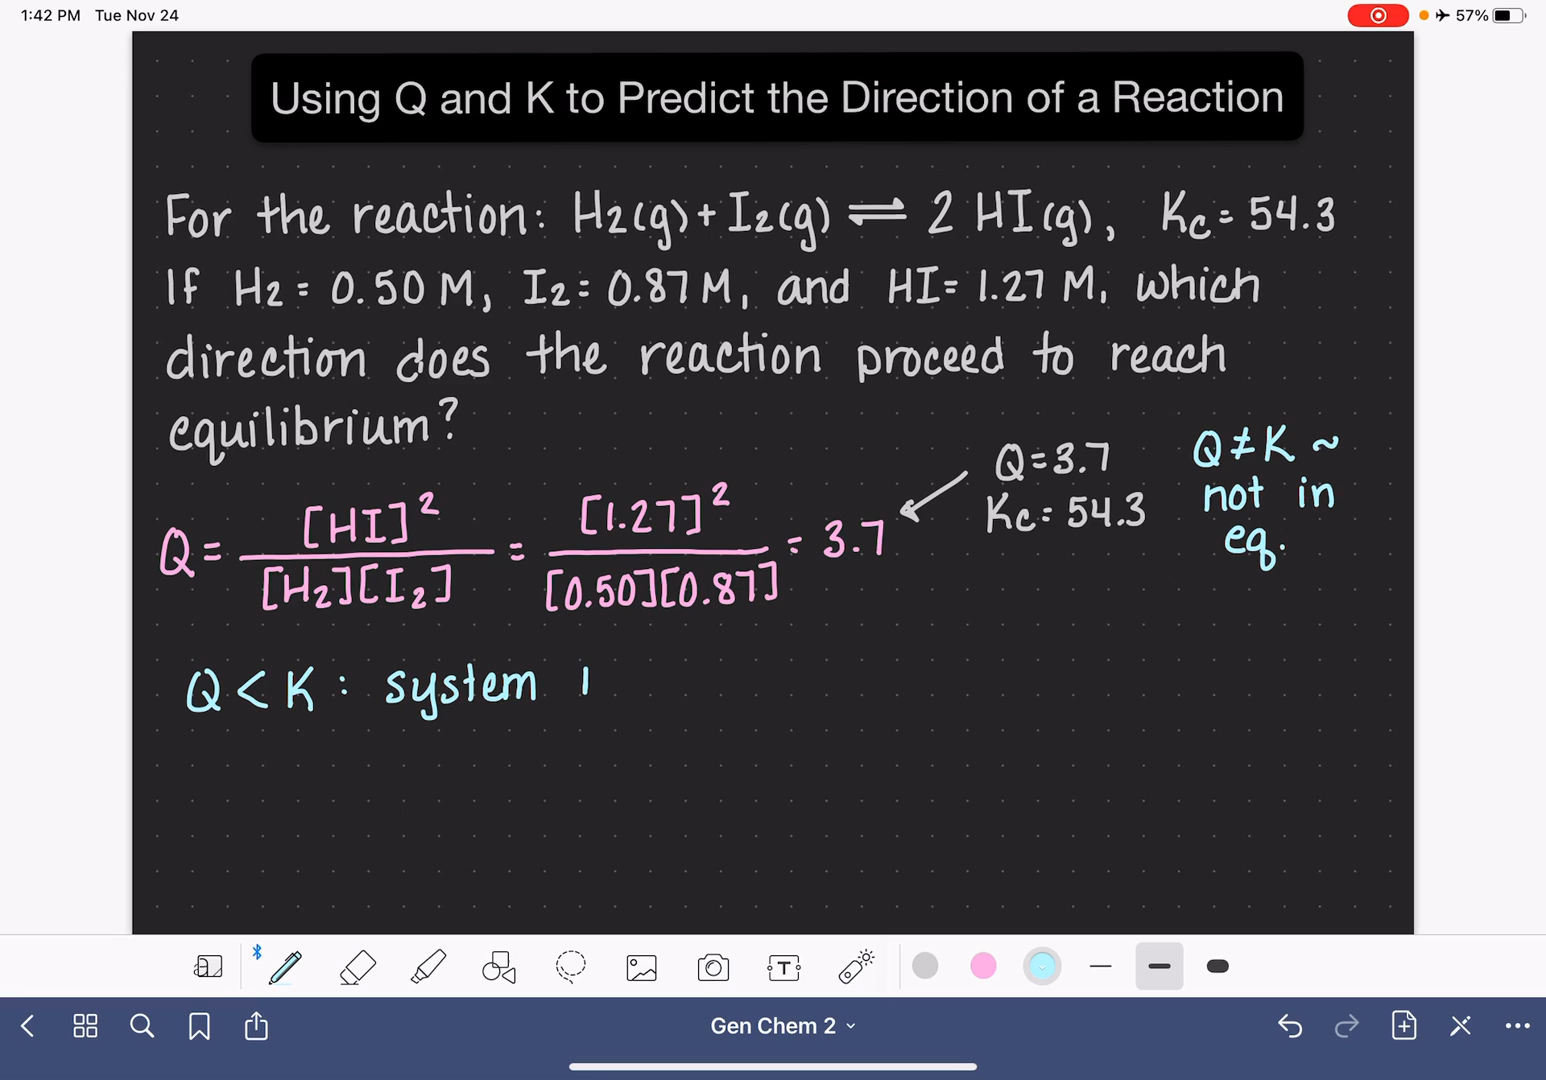 1:42 PM Tue Nov 24
57%
Using Q and K to Predict the Direction of a Reaction
For the reaction: H₂(g) + I₂(g) ⇌ 2 HI(g), Kc = 54.3
If H₂ = 0.50 M, I₂ = 0.87 M, and HI = 1.27 M, which
direction does the reaction proceed to reach
equilibrium?
Q = [HI]² / [H₂][I₂] = [1.27]² / [0.50][0.87] = 3.7
Q = 3.7
Kc = 54.3
Q ≠ K ~
not in
eq.
Q < K : system
T
Gen Chem 2